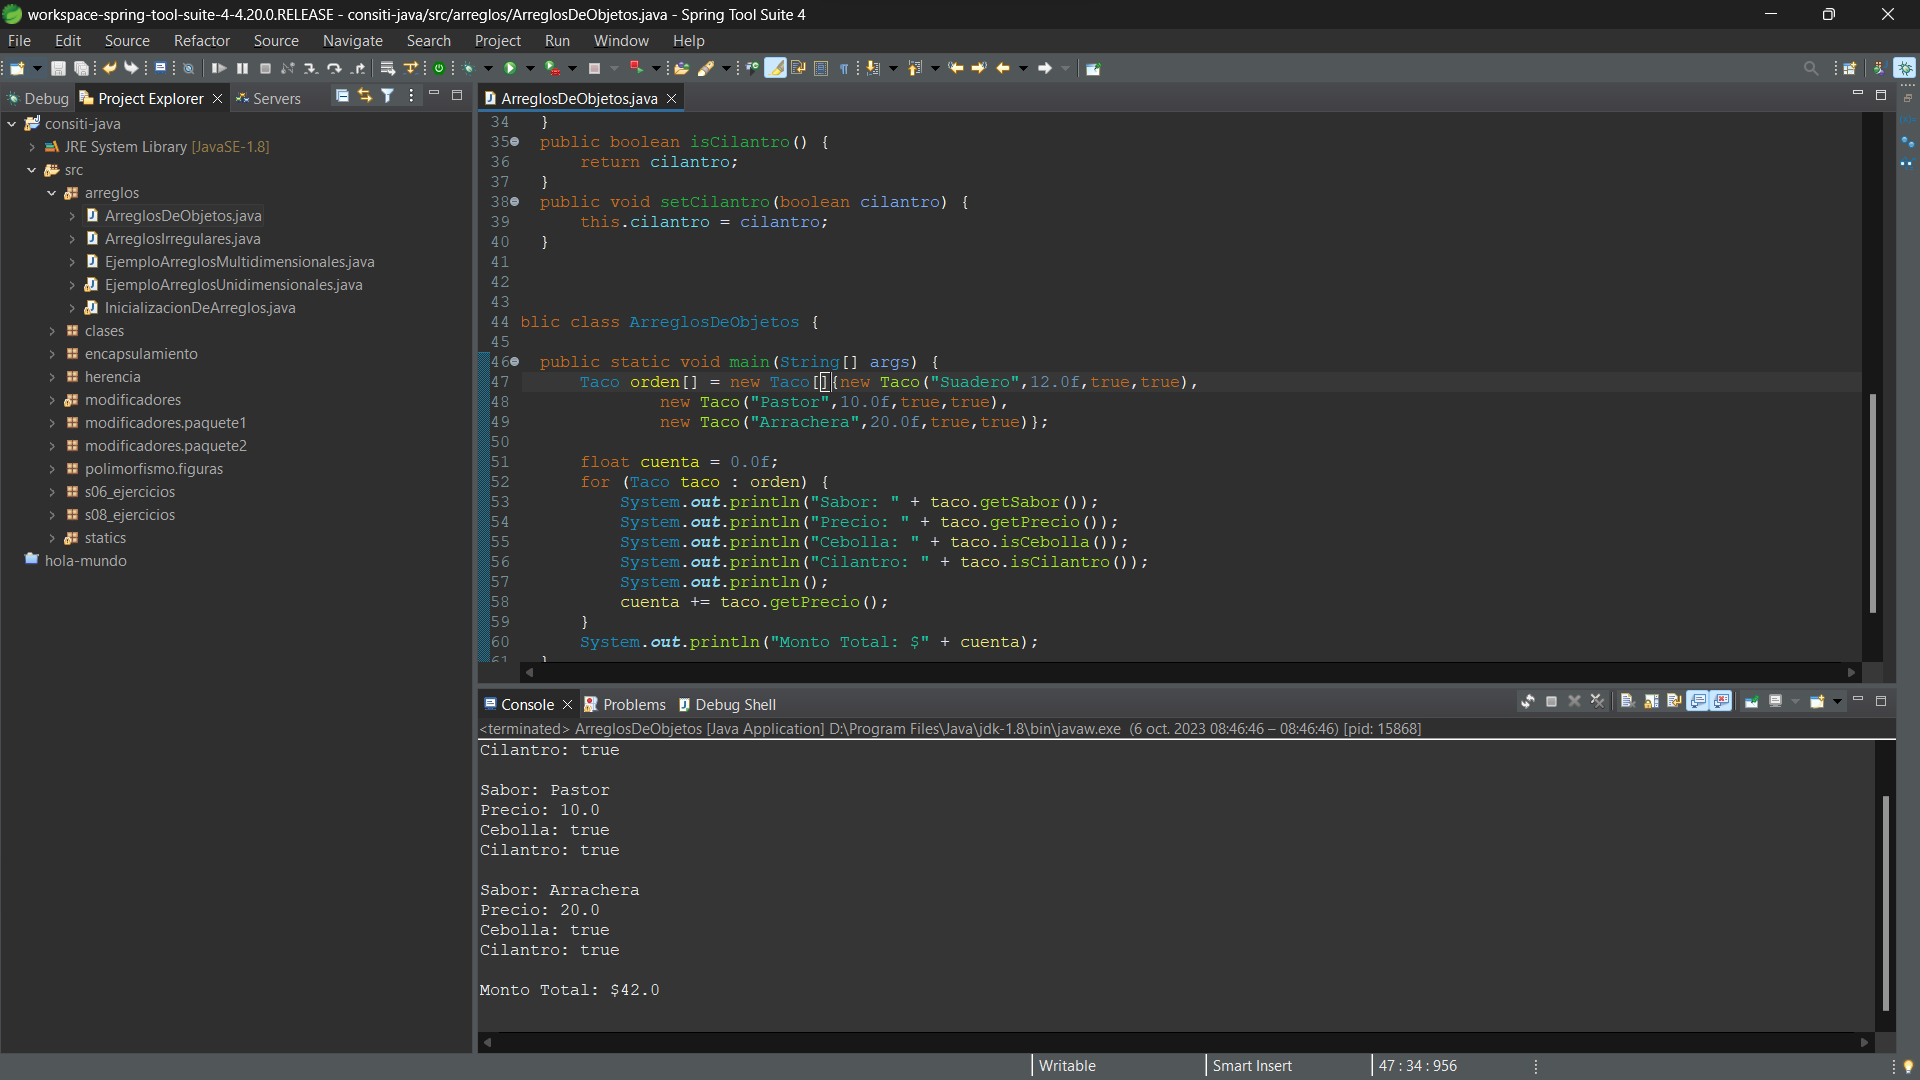 workspace-spring-tool-suite-4-4.20.0.RELEASE - consiti-java/src/arreglos/ArreglosDeObjetos.java - Spring Tool Suite 4
File Edit Source Refactor Source Navigate Search Project Run Window Help
Debug Project Explorer Servers
consiti-java
JRE System Library [JavaSE-1.8]
src
arreglos
ArreglosDeObjetos.java
ArreglosIrregulares.java
EjemploArreglosMultidimensionales.java
EjemploArreglosUnidimensionales.java
InicializacionDeArreglos.java
clases
encapsulamiento
herencia
modificadores
modificadores.paquete1
modificadores.paquete2
polimorfismo.figuras
s06_ejercicios
s08_ejercicios
statics
hola-mundo
ArreglosDeObjetos.java
34 }
35 public boolean isCilantro() {
36 return cilantro;
37 }
38 public void setCilantro(boolean cilantro) {
39 this.cilantro = cilantro;
40 }
41
42
43
44 blic class ArreglosDeObjetos {
45
46 public static void main(String[] args) {
47 Taco orden[] = new Taco[]{new Taco("Suadero",12.0f,true,true),
48 new Taco("Pastor",10.0f,true,true),
49 new Taco("Arrachera",20.0f,true,true)};
50
51 float cuenta = 0.0f;
52 for (Taco taco : orden) {
53 System.out.println("Sabor: " + taco.getSabor());
54 System.out.println("Precio: " + taco.getPrecio());
55 System.out.println("Cebolla: " + taco.isCebolla());
56 System.out.println("Cilantro: " + taco.isCilantro());
57 System.out.println();
58 cuenta += taco.getPrecio();
59 }
60 System.out.println("Monto Total: $" + cuenta);
61 }
Console Problems Debug Shell
<terminated> ArreglosDeObjetos [Java Application] D:\Program Files\Java\jdk-1.8\bin\javaw.exe (6 oct. 2023 08:46:46 – 08:46:46) [pid: 15868]
Cilantro: true
Sabor: Pastor
Precio: 10.0
Cebolla: true
Cilantro: true
Sabor: Arrachera
Precio: 20.0
Cebolla: true
Cilantro: true
Monto Total: $42.0
Writable Smart Insert 47 : 34 : 956